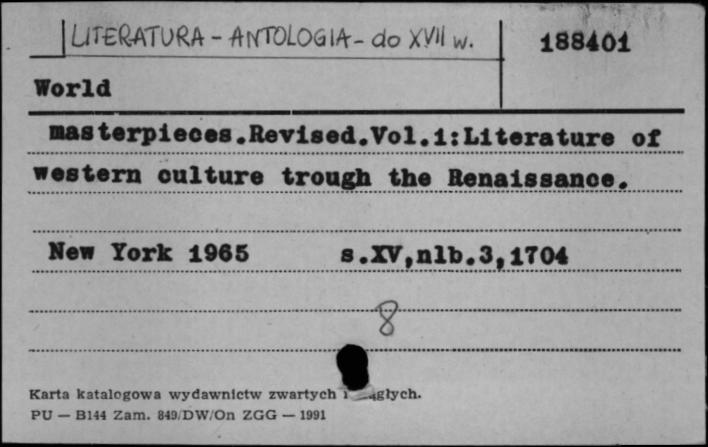 LITERATURA - ANTOLOGIA - do XVII w.
188401
World
masterpieces.Revised.Vol.1:Literature of
western culture trough the Renaissance.
New York 1965 s.XV,nlb.3,1704
8
Karta katalogowa wydawnictw zwartych i
PU — B144 Zam. 849/DW/On ZGG — 1991